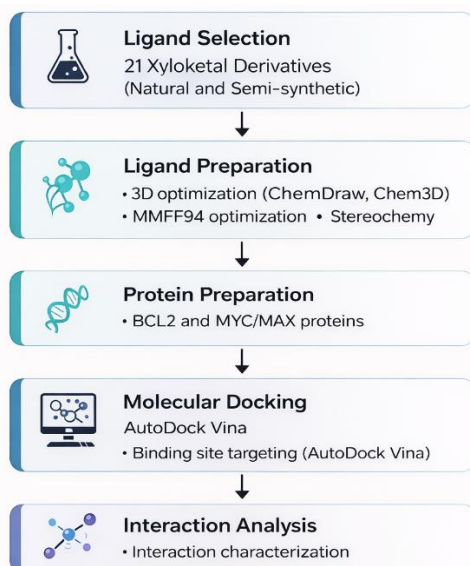 Ligand Selection
21 Xyloketal Derivatives
(Natural and Semi-synthetic)
Ligand Preparation
• 3D optimization (ChemDraw, Chem3D)
• MMFF94 optimization • Stereochemy
Protein Preparation
• BCL2 and MYC/MAX proteins
Molecular Docking
AutoDock Vina
• Binding site targeting (AutoDock Vina)
Interaction Analysis
• Interaction characterization